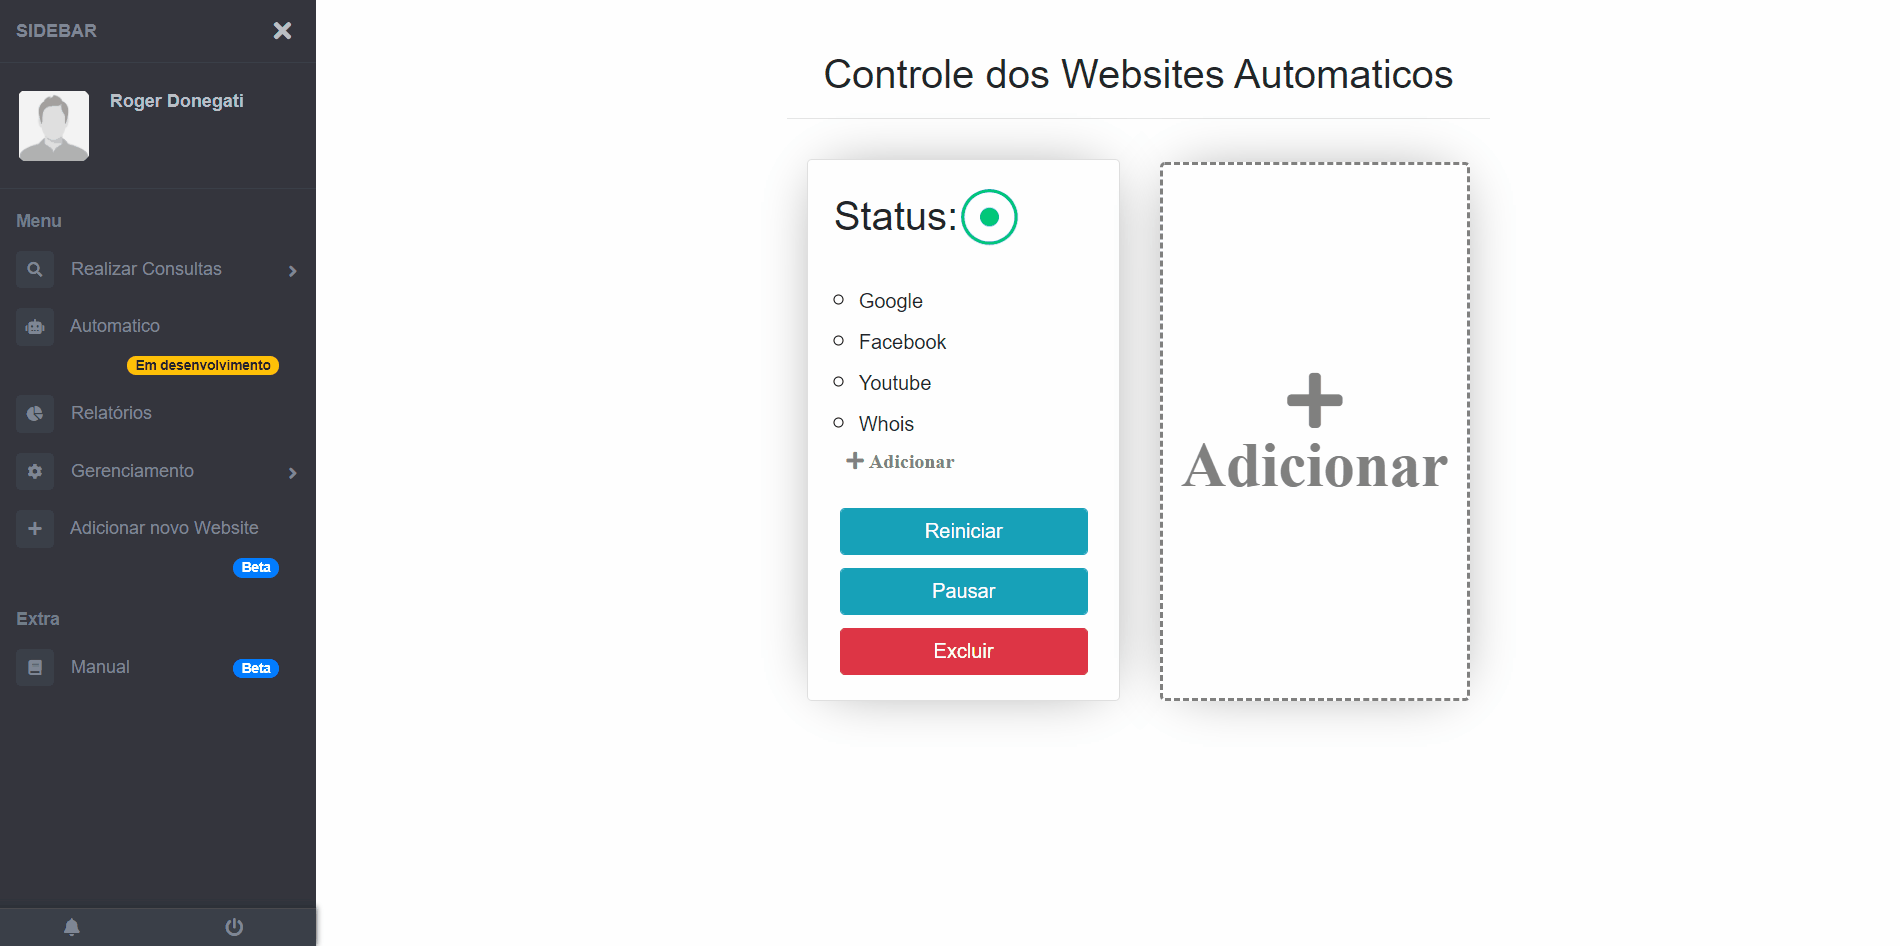 SIDEBAR
Roger Donegati
Menu
Realizar Consultas
Automatico
Em desenvolvimento
Relatórios
Gerenciamento
Adicionar novo Website
Beta
Extra
Manual
Beta
Controle dos Websites Automaticos
Status:
Google
Facebook
Youtube
Whois
Adicionar
Reiniciar
Pausar
Excluir
Adicionar